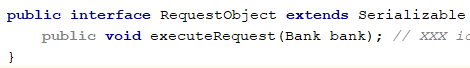 public interface RequestObject extends Serializable
public void executeRequest(Bank bank); // XXX
}